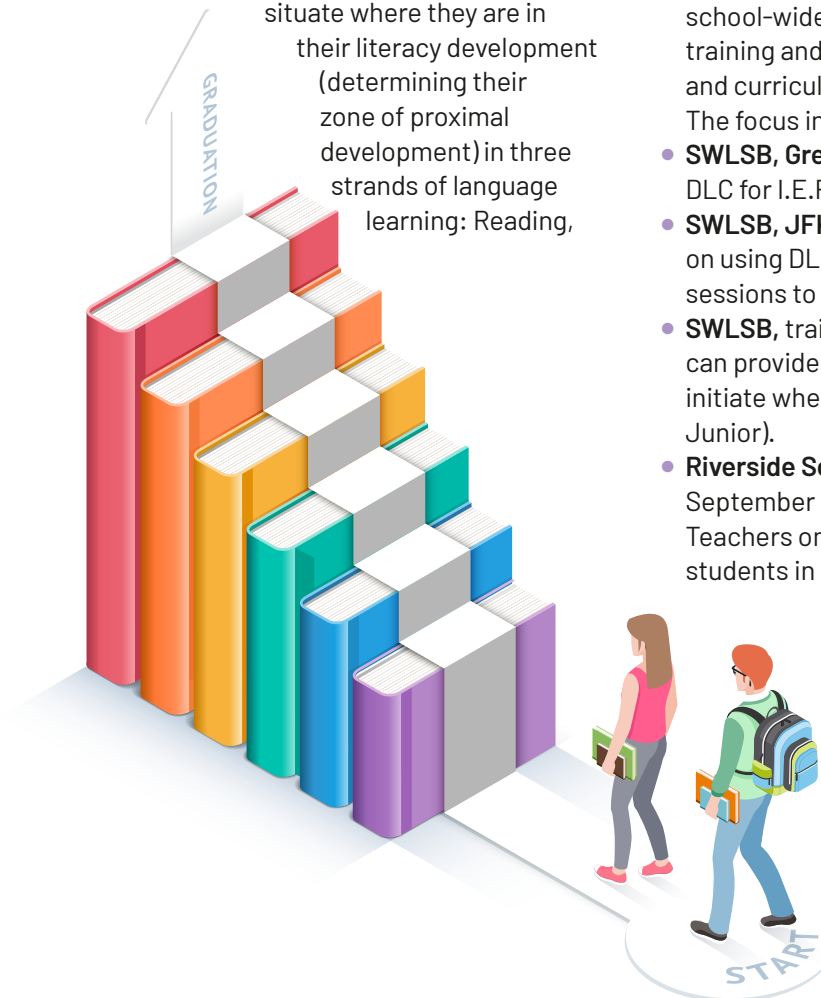 situate where they are in
their literacy development
(determining their
zone of proximal
development) in three
strands of language
learning: Reading,
GRADUATION
school-wide
training and
and curricul
The focus in
• SWLSB, Gre
DLC for I.E.
• SWLSB, JF
on using DL
sessions to
• SWLSB, trai
can provide
initiate whe
Junior).
• Riverside S
September
Teachers or
students in
START